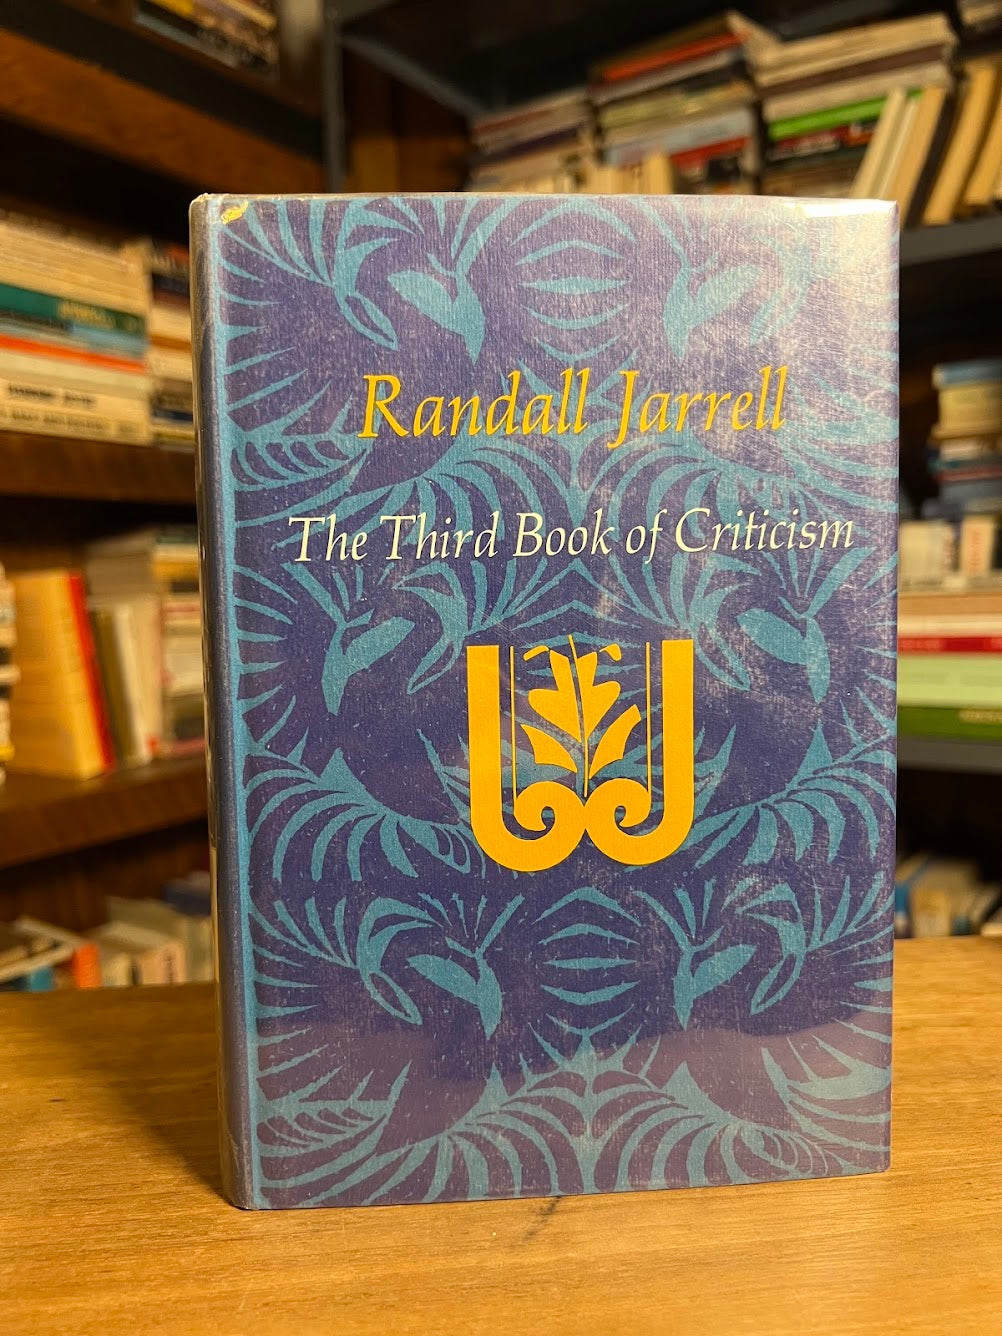 Randall Jarrell
The Third Book of Criticism